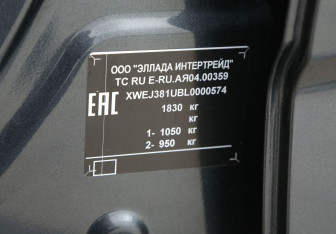 ООО "ЭЛЛАДА ИНТЕРТРЕЙД"
ТС RU E-RU.АЯ04.00359
XWEJ381UBL0000574
EAC
1830 кг
кг
1- 1050 кг
2- 950 кг